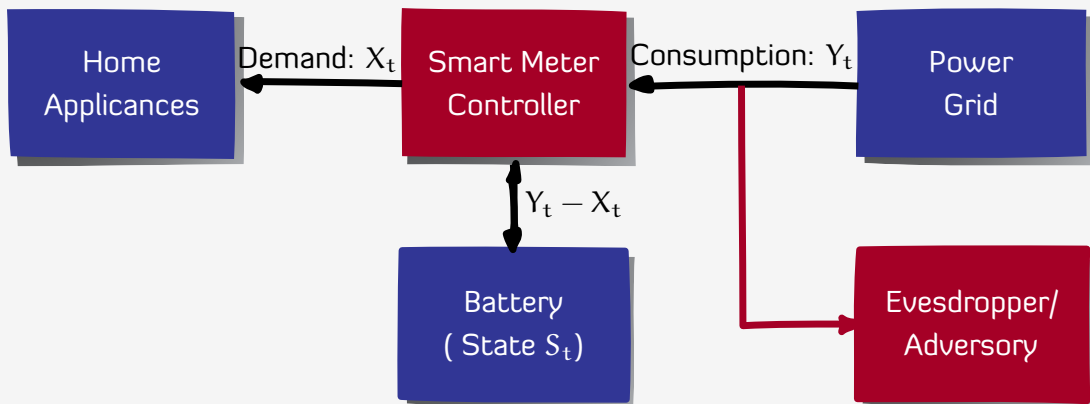 Home
Applicances
Demand: Xₜ
Smart Meter
Controller
Consumption: Yₜ
Power
Grid
Yₜ − Xₜ
Battery
( State Sₜ)
Evesdropper/
Adversory